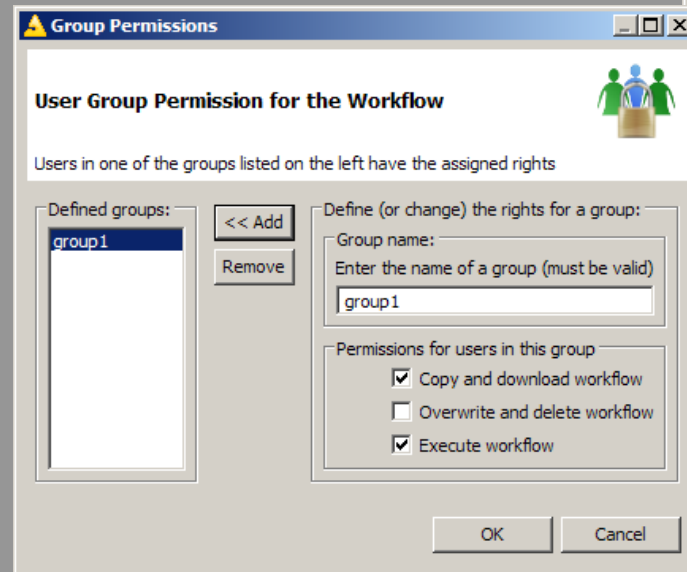 Group Permissions
User Group Permission for the Workflow
Users in one of the groups listed on the left have the assigned rights
Defined groups:
group1
<< Add
Remove
Define (or change) the rights for a group:
Group name:
Enter the name of a group (must be valid)
group1
Permissions for users in this group
Copy and download workflow
Overwrite and delete workflow
Execute workflow
OK
Cancel